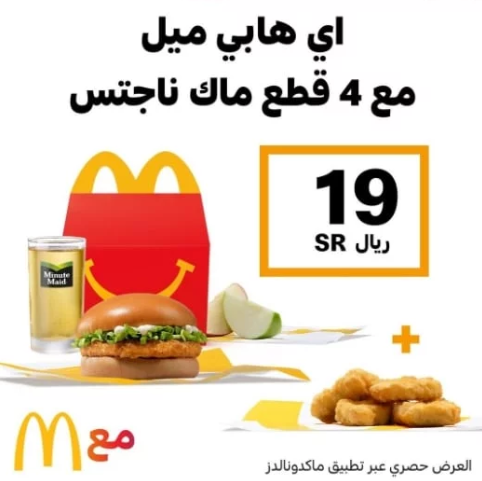 اي هابي ميل
مع 4 قطع ماك ناجتس
19
ريال SR
Minute
Maid
+
مع
العرض حصري عبر تطبيق ماكدونالدز